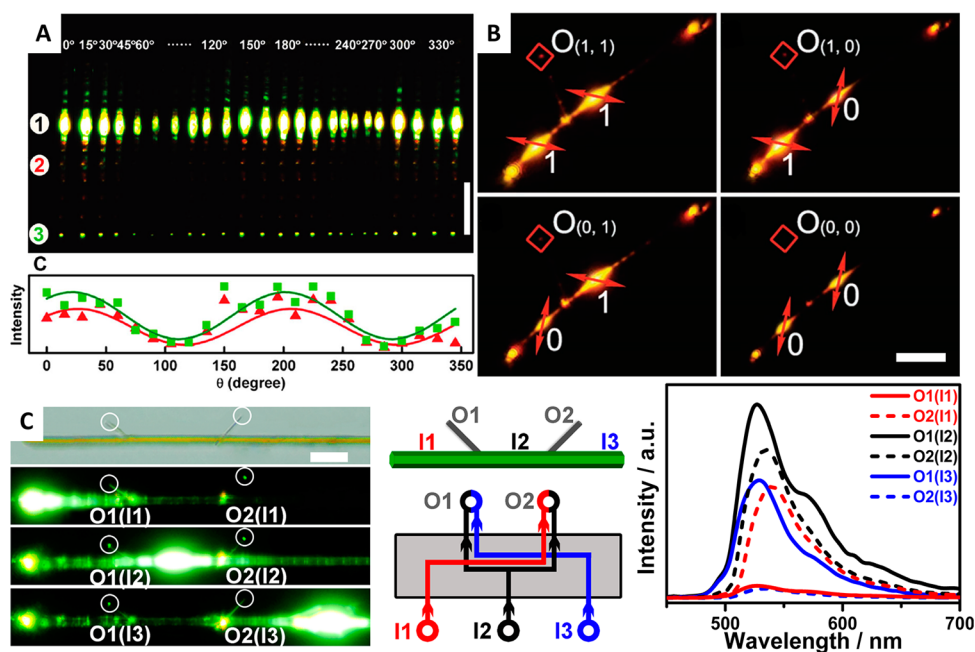 A
0° 15° 30° 45° 60° ...... 120° 150° 180° ...... 240° 270° 300° 330°
1
2
3
C
Intensity
0 50 100 150 200 250 300 350
θ (degree)
B
O(1, 1)
1
1
O(1, 0)
0
1
O(0, 1)
1
0
O(0, 0)
0
0
C
O1(I1) O2(I1)
O1(I2) O2(I2)
O1(I3) O2(I3)
O1 O2
I1 I2 I3
O1 O2
I1 I2 I3
Intensity / a.u.
O1(I1)
O2(I1)
O1(I2)
O2(I2)
O1(I3)
O2(I3)
500 550 600 650 700
Wavelength / nm